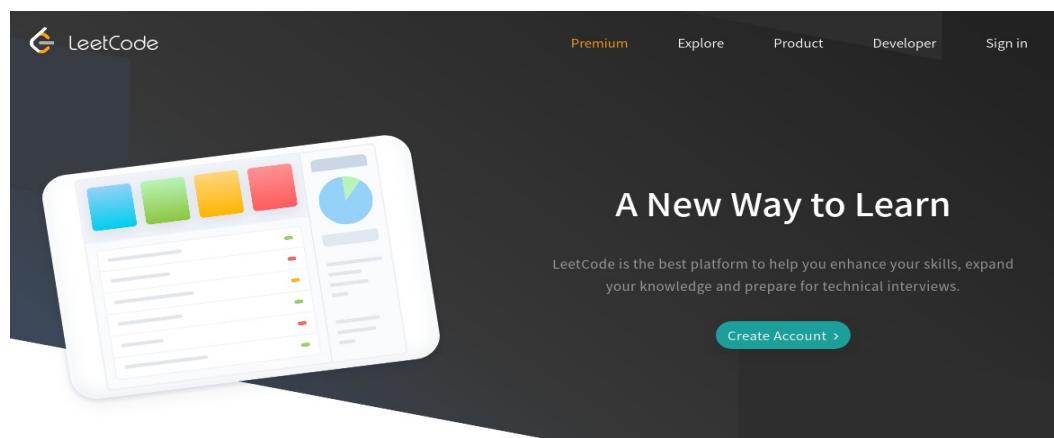 LeetCode
Premium
Explore
Product
Developer
Sign in
A New Way to Learn
LeetCode is the best platform to help you enhance your skills, expand
your knowledge and prepare for technical interviews.
Create Account >